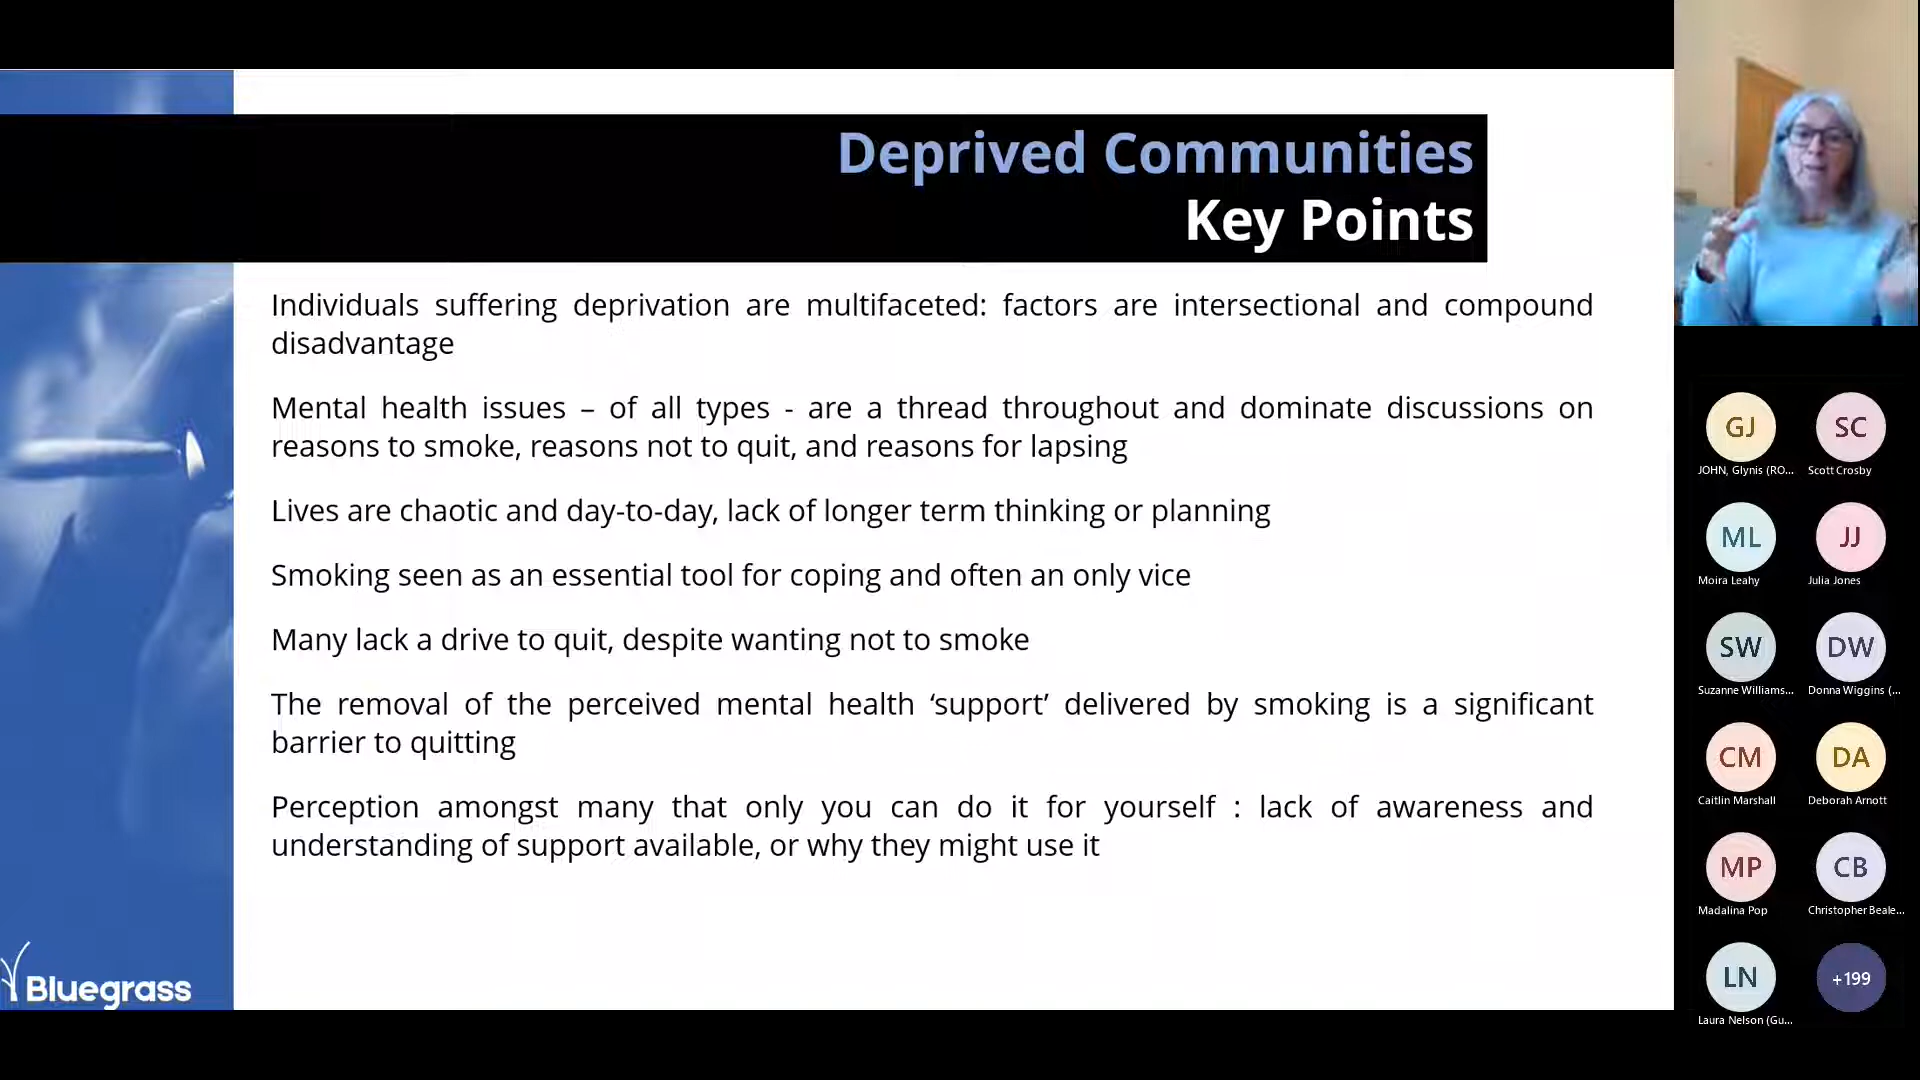 Deprived Communities
Key Points
Individuals suffering deprivation are multifaceted: factors are intersectional and compound
disadvantage
Mental health issues – of all types - are a thread throughout and dominate discussions on
reasons to smoke, reasons not to quit, and reasons for lapsing
Lives are chaotic and day-to-day, lack of longer term thinking or planning
Smoking seen as an essential tool for coping and often an only vice
Many lack a drive to quit, despite wanting not to smoke
The removal of the perceived mental health ‘support’ delivered by smoking is a significant
barrier to quitting
Perception amongst many that only you can do it for yourself : lack of awareness and
understanding of support available, or why they might use it
Bluegrass
GJ
SC
JOHN, Glynis (RO...
Scott Crosby
ML
JJ
Moira Leahy
Julia Jones
SW
DW
Suzanne Williams...
Donna Wiggins (...
CM
DA
Caitlin Marshall
Deborah Arnott
MP
CB
Madalina Pop
Christopher Beale...
LN
+199
Laura Nelson (Gu...